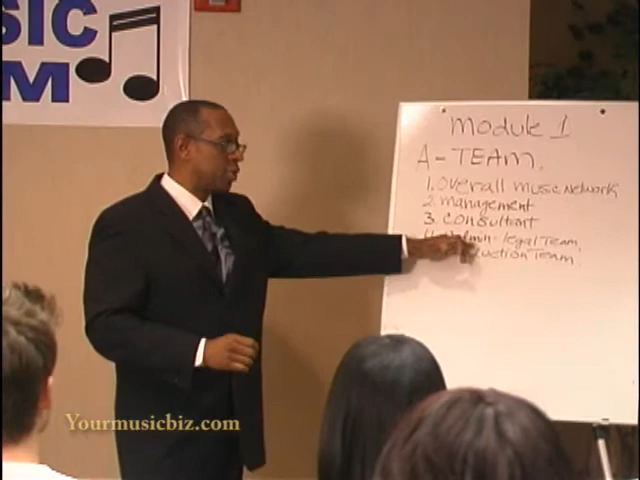 SIC
M
module 1
A-TEAM.
1. Overall music Network
2. management
3. consultant
legal Team,
Team
Yourmusicbiz.com